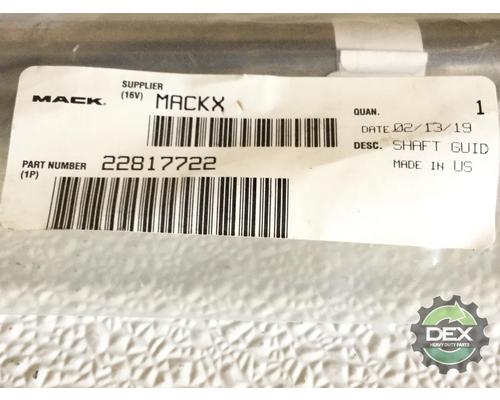 MACK.
SUPPLIER
(16V) MACKX
QUAN. 1
DATE 02/13/19
DESC. SHAFT GUID
MADE IN US
PART NUMBER 22817722
(1P)
DEX
HEAVY DUTY PARTS